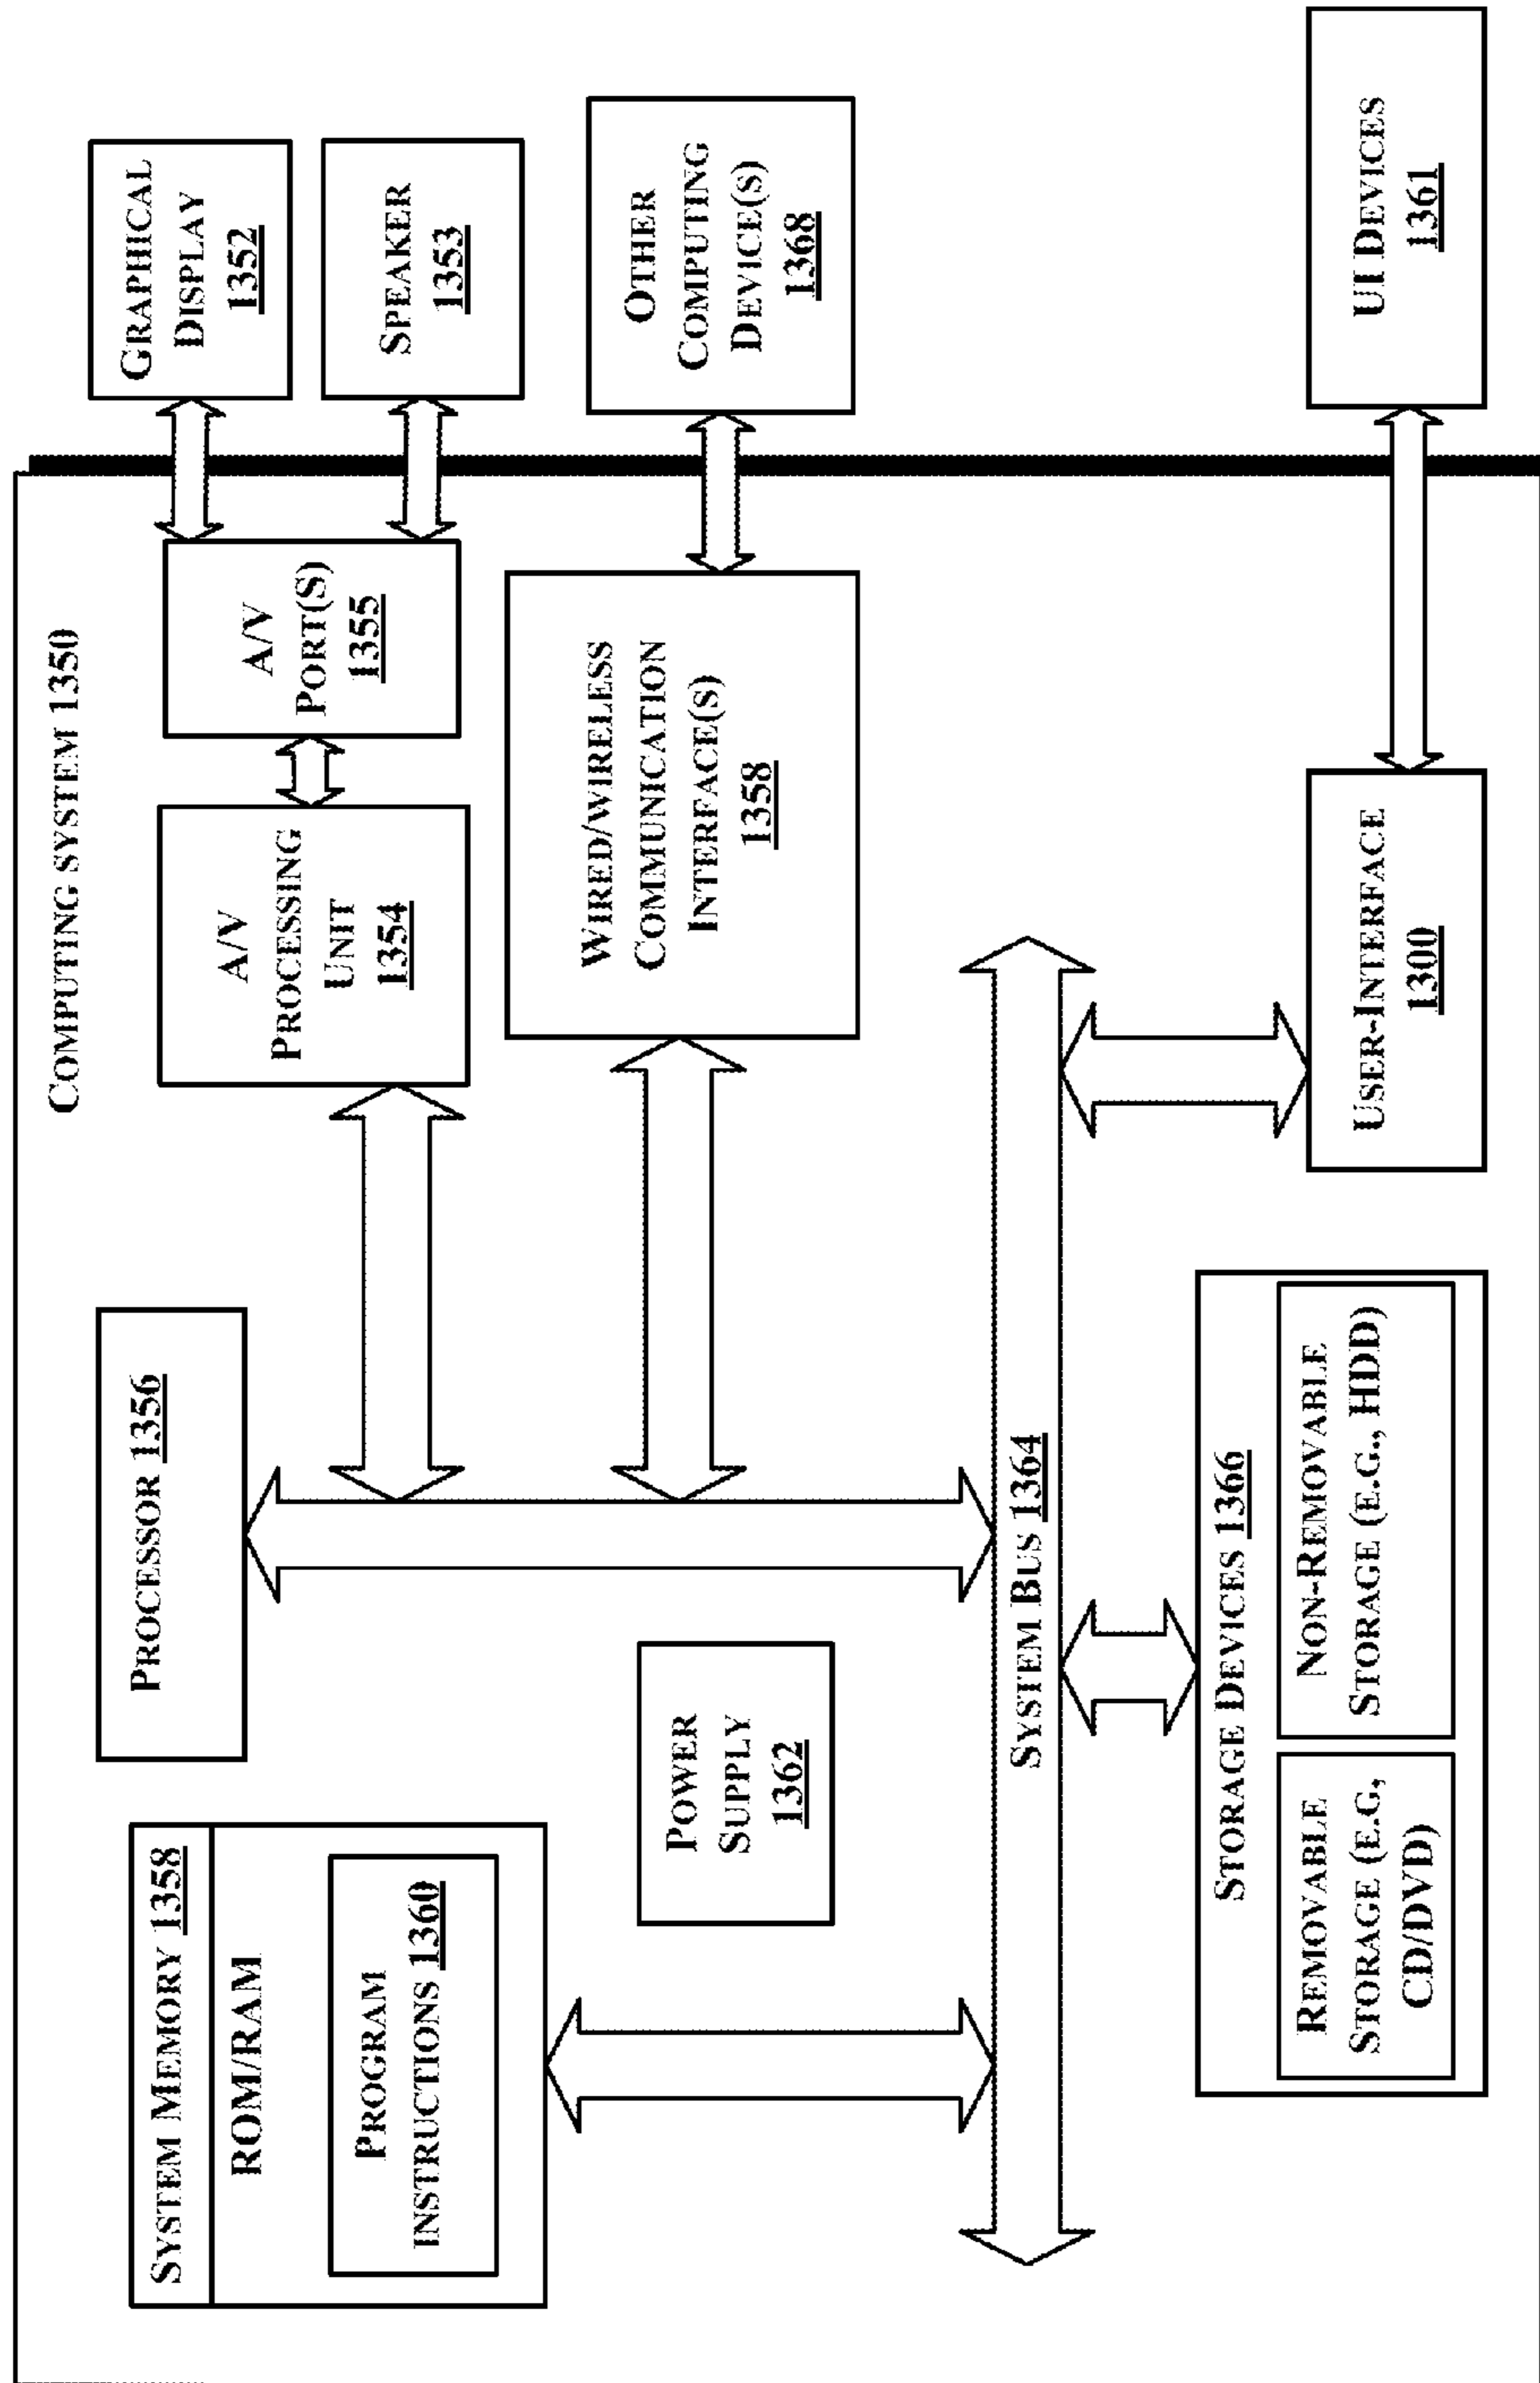 COMPUTING SYSTEM 1350
SYSTEM MEMORY 1358
ROM/RAM
PROGRAM
INSTRUCTIONS 1360
PROCESSOR 1356
A/V
PROCESSING
UNIT
1354
A/V
PORT(S)
1355
GRAPHICAL
DISPLAY
1352
SPEAKER
1353
POWER
SUPPLY
1362
WIRED/WIRELESS
COMMUNICATION
INTERFACE(S)
1358
OTHER
COMPUTING
DEVICE(S)
1368
SYSTEM BUS 1364
STORAGE DEVICES 1366
REMOVABLE
STORAGE (E.G,
CD/DVD)
NON-REMOVABLE
STORAGE (E.G., HDD)
USER-INTERFACE
1300
UI DEVICES
1361